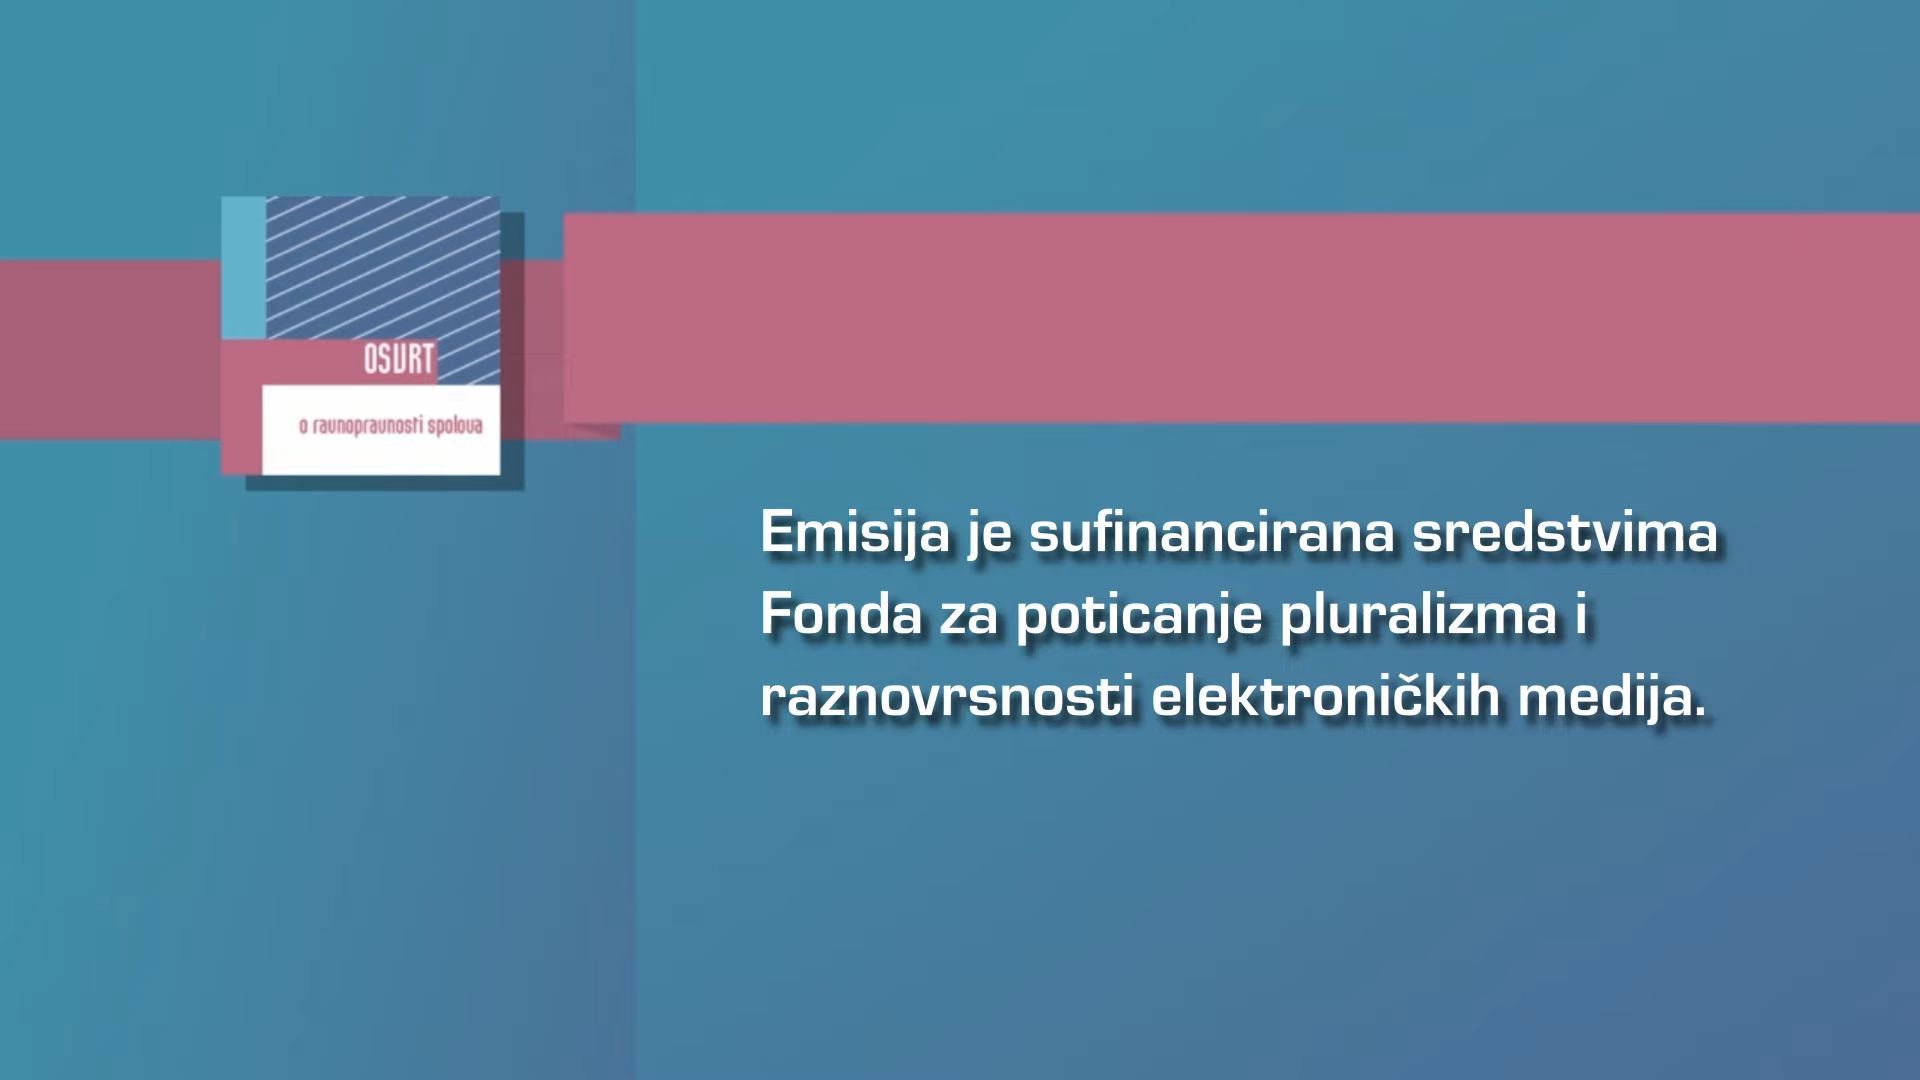 OSVRT
o ravnopravnosti spolova
Emisija je sufinancirana sredstvima
Fonda za poticanje pluralizma i
raznovrsnosti elektroničkih medija.